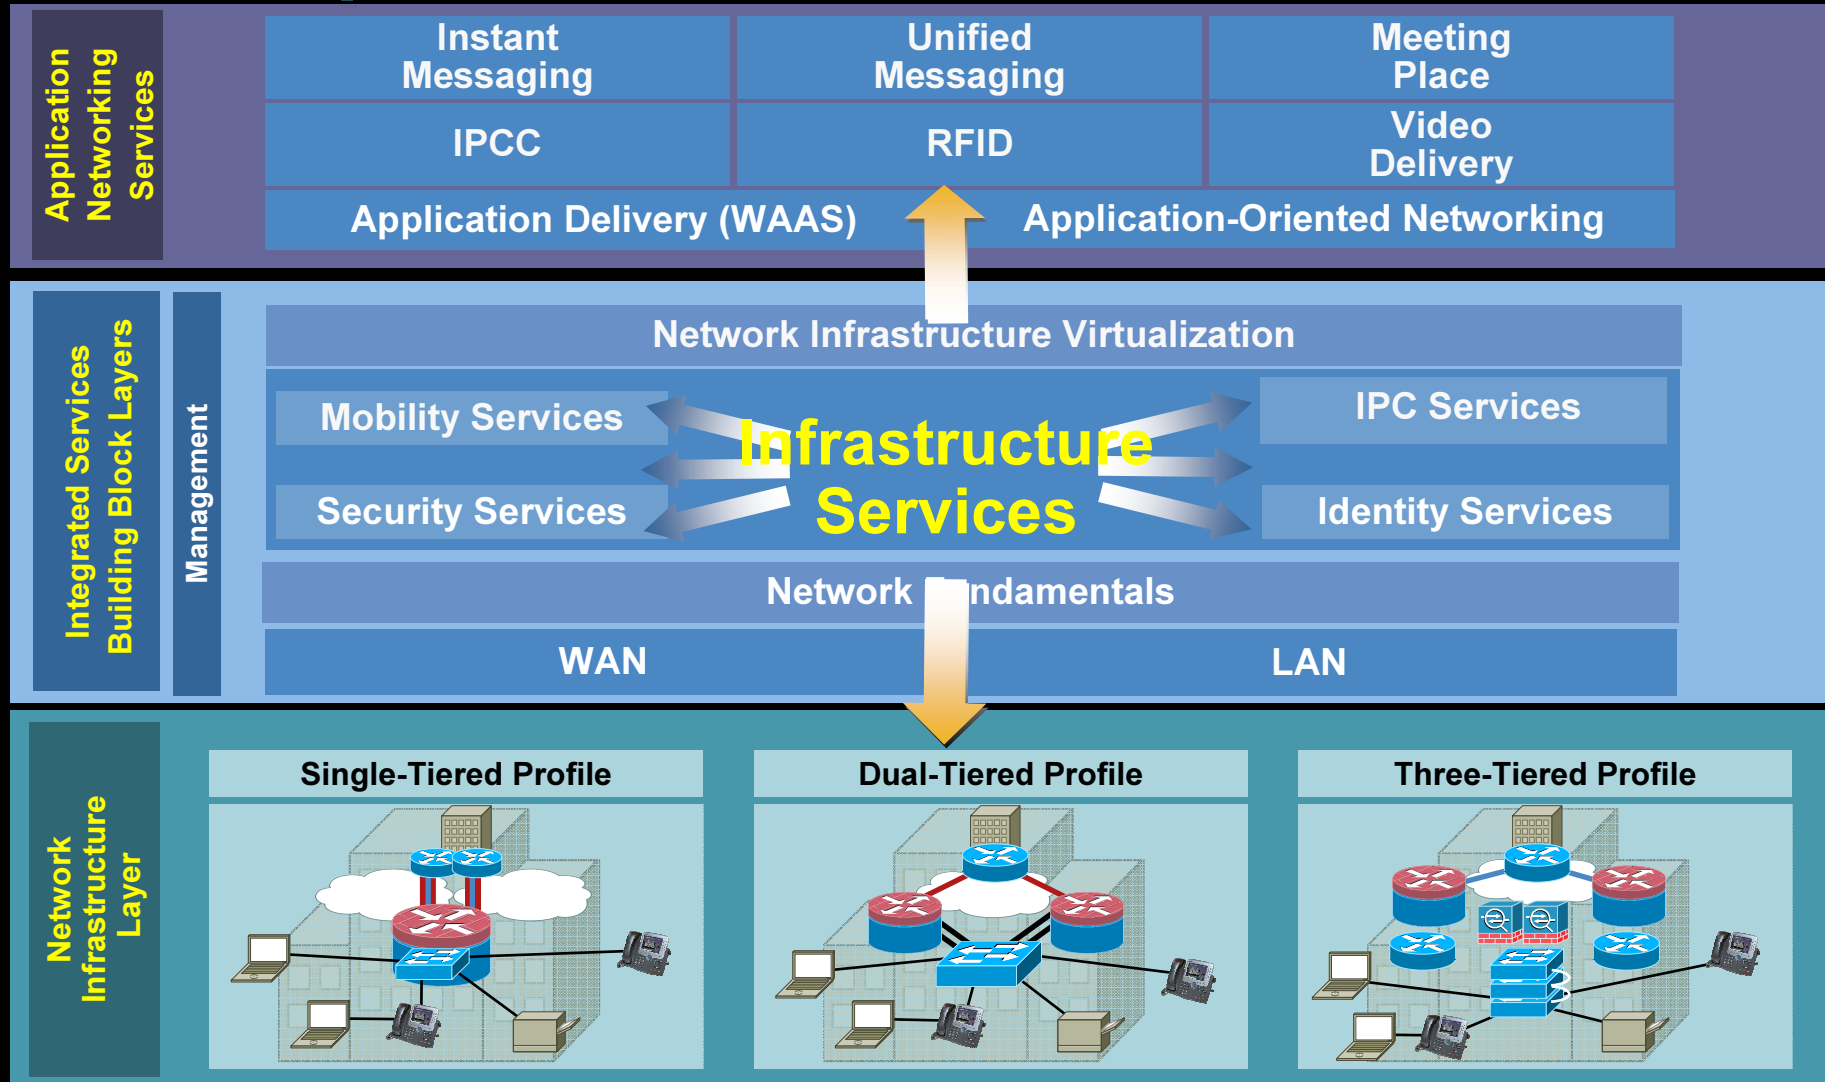 Application
Networking
Services
Instant
Messaging
Unified
Messaging
Meeting
Place
IPCC
RFID
Video
Delivery
Application Delivery (WAAS)
Application-Oriented Networking
Integrated Services
Building Block Layers
Management
Network Infrastructure Virtualization
Mobility Services
Security Services
Infrastructure
Services
IPC Services
Identity Services
Network Fundamentals
WAN
LAN
Network
Infrastructure
Layer
Single-Tiered Profile
Dual-Tiered Profile
Three-Tiered Profile